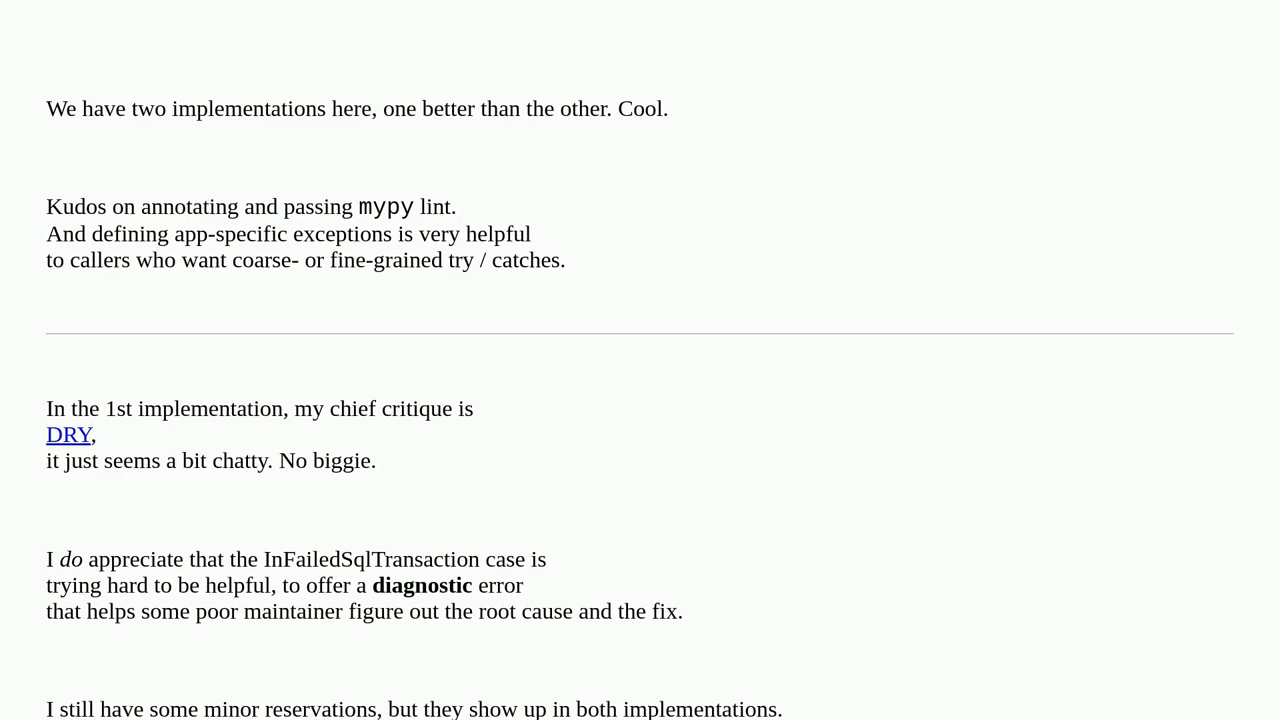 We have two implementations here, one better than the other. Cool.
Kudos on annotating and passing mypy lint.
And defining app-specific exceptions is very helpful
to callers who want coarse- or fine-grained try / catches.
In the 1st implementation, my chief critique is
DRY,
it just seems a bit chatty. No biggie.
I do appreciate that the InFailedSqlTransaction case is
trying hard to be helpful, to offer a diagnostic error
that helps some poor maintainer figure out the root cause and the fix.
I still have some minor reservations, but they show up in both implementations.